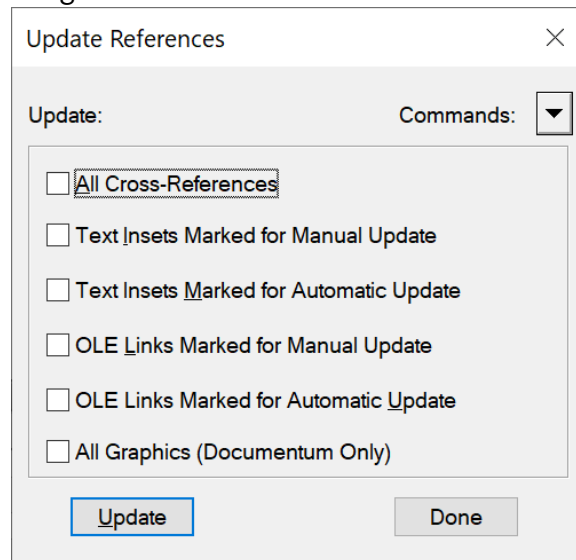 Update References
Update:
Commands:
All Cross-References
Text Insets Marked for Manual Update
Text Insets Marked for Automatic Update
OLE Links Marked for Manual Update
OLE Links Marked for Automatic Update
All Graphics (Documentum Only)
Update
Done